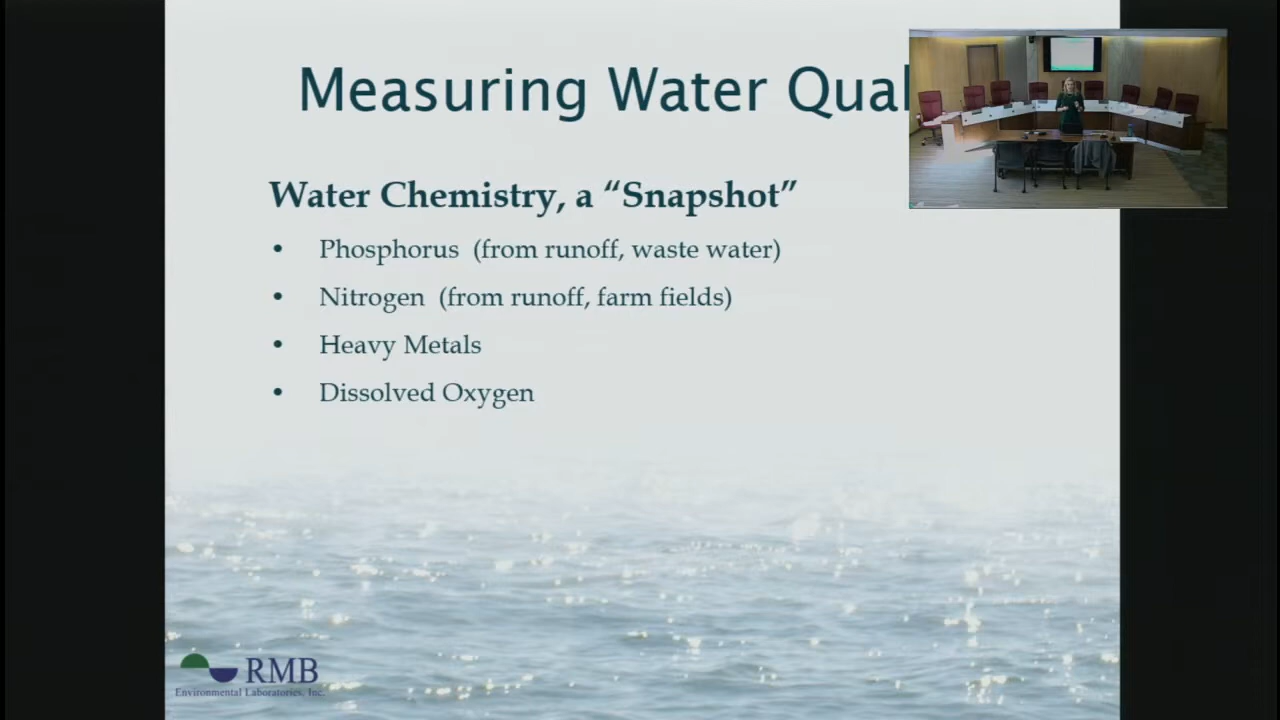 Measuring Water Qual
Water Chemistry, a “Snapshot”
• Phosphorus (from runoff, waste water)
• Nitrogen (from runoff, farm fields)
• Heavy Metals
• Dissolved Oxygen
RMB
Environmental Laboratories, Inc.